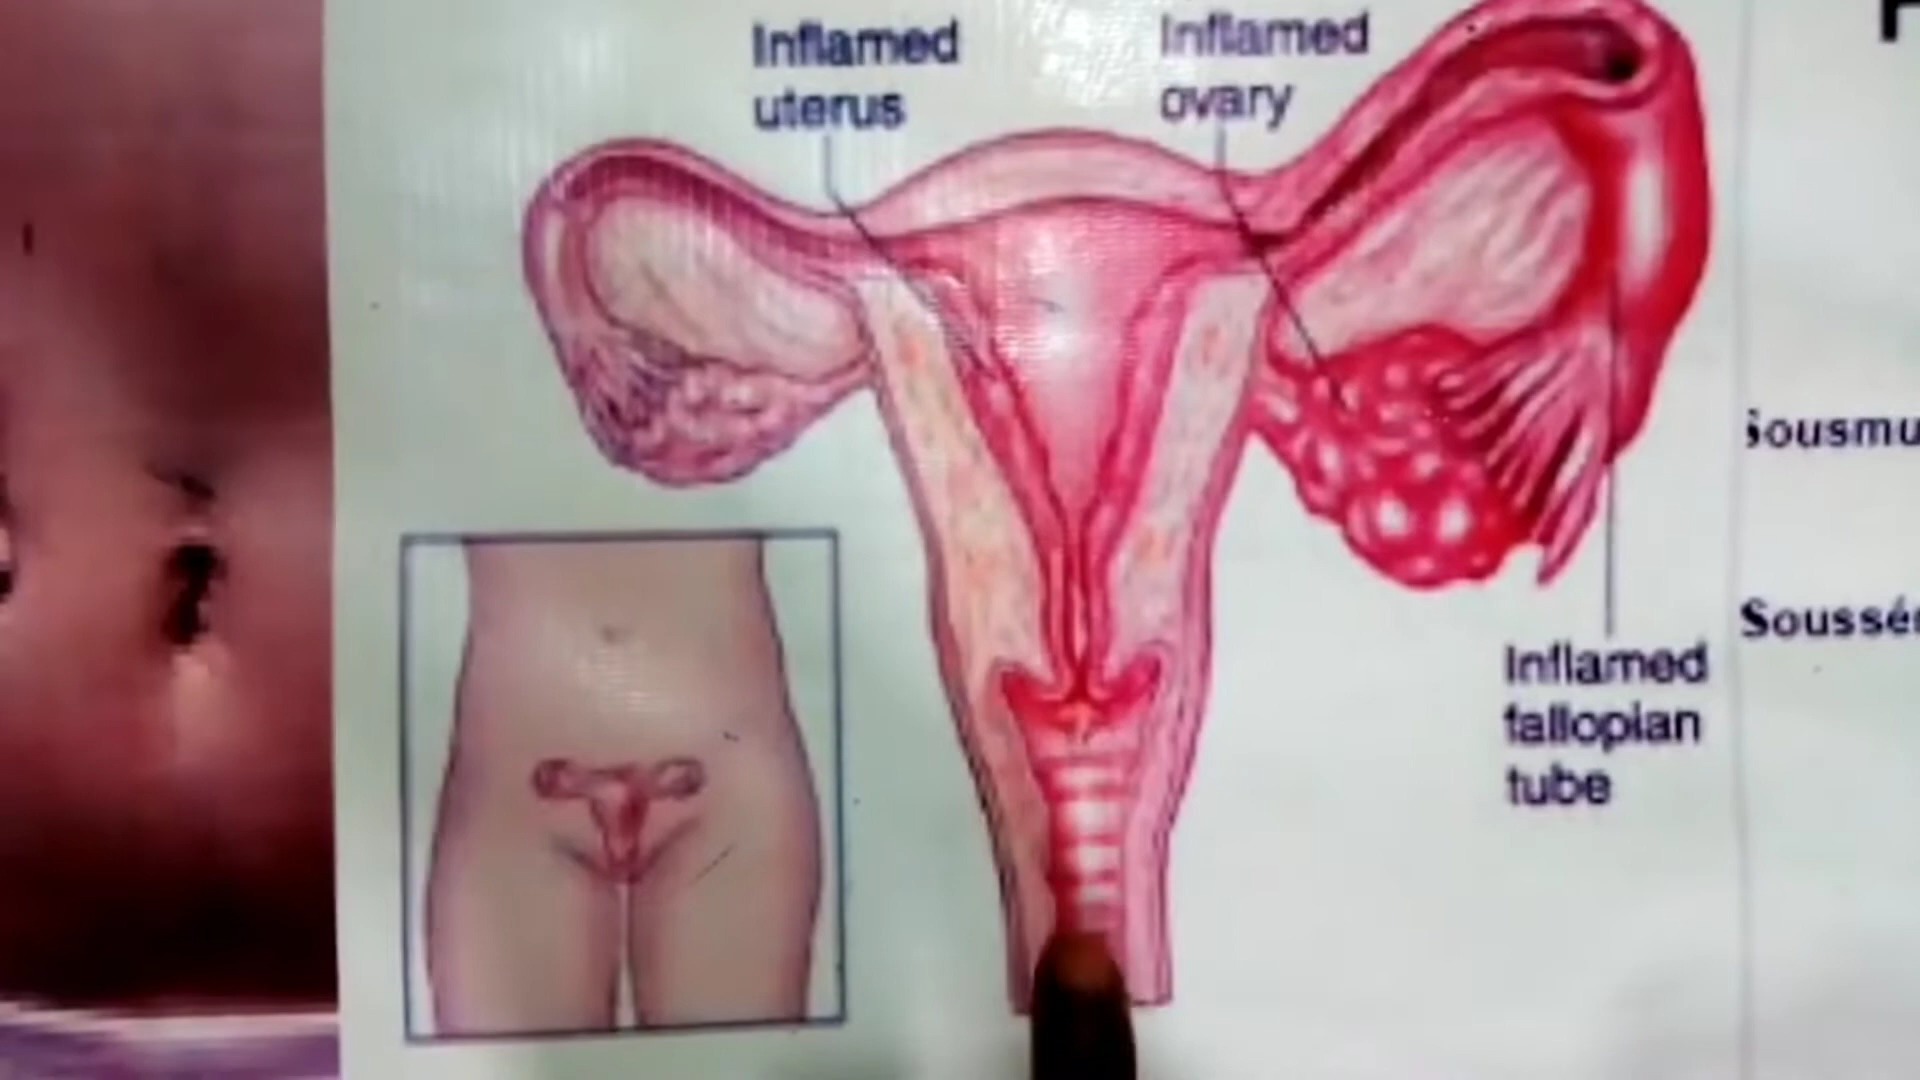 Inflamed
uterus
Inflamed
ovary
Inflamed
fallopian
tube